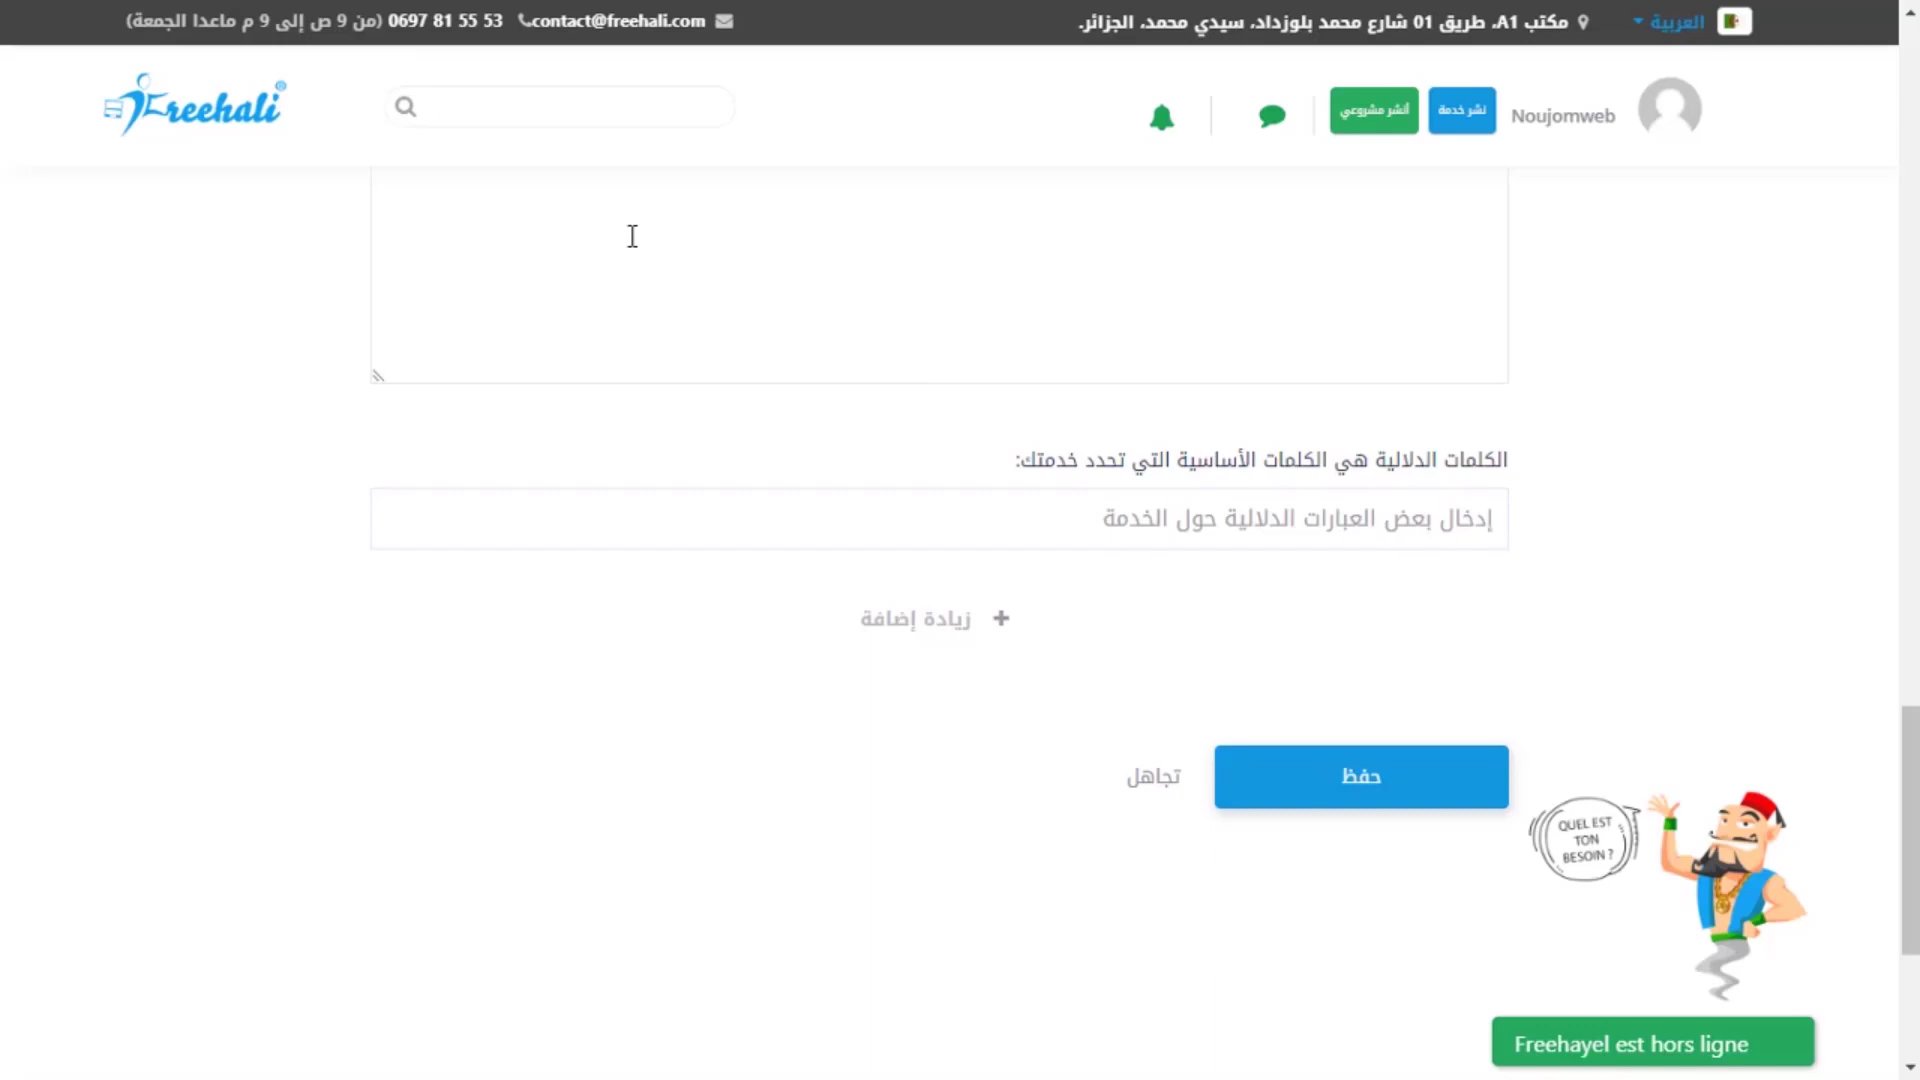 العربية
مكتب A1، طريق 01 شارع محمد بلوزداد، سيدي محمد، الجزائر.
contact@freehali.com
0697 81 55 53 (من 9 ص إلى 9 م ماعدا الجمعة)
Freehali®
أنشر مشروعي
نشر خدمة
Noujomweb
الكلمات الدلالية هي الكلمات الأساسية التي تحدد خدمتك:
إدخال بعض العبارات الدلالية حول الخدمة
+ زيادة إضافة
حفظ
تجاهل
QUEL EST
TON
BESOIN ?
Freehayel est hors ligne